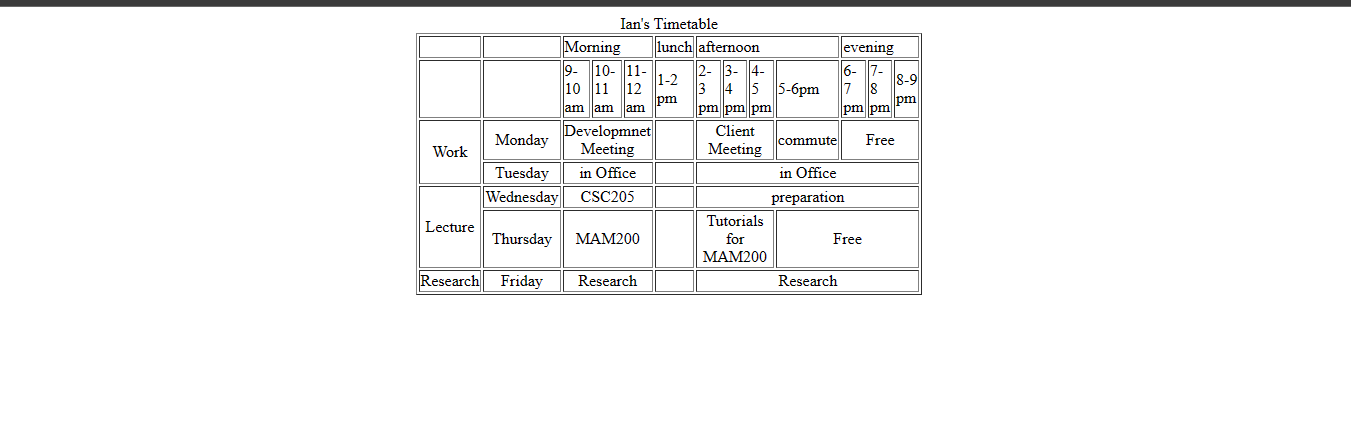 Ian's Timetable
Morning lunch afternoon evening
9-10 am 10-11 am 11-12 am 1-2 pm 2-3 pm 3-4 pm 4-5 pm 5-6pm 6-7 pm 7-8 pm 8-9 pm
Work Monday Developmnet Meeting Client Meeting commute Free
Tuesday in Office in Office
Lecture Wednesday CSC205 preparation
Thursday MAM200 Tutorials for MAM200 Free
Research Friday Research Research